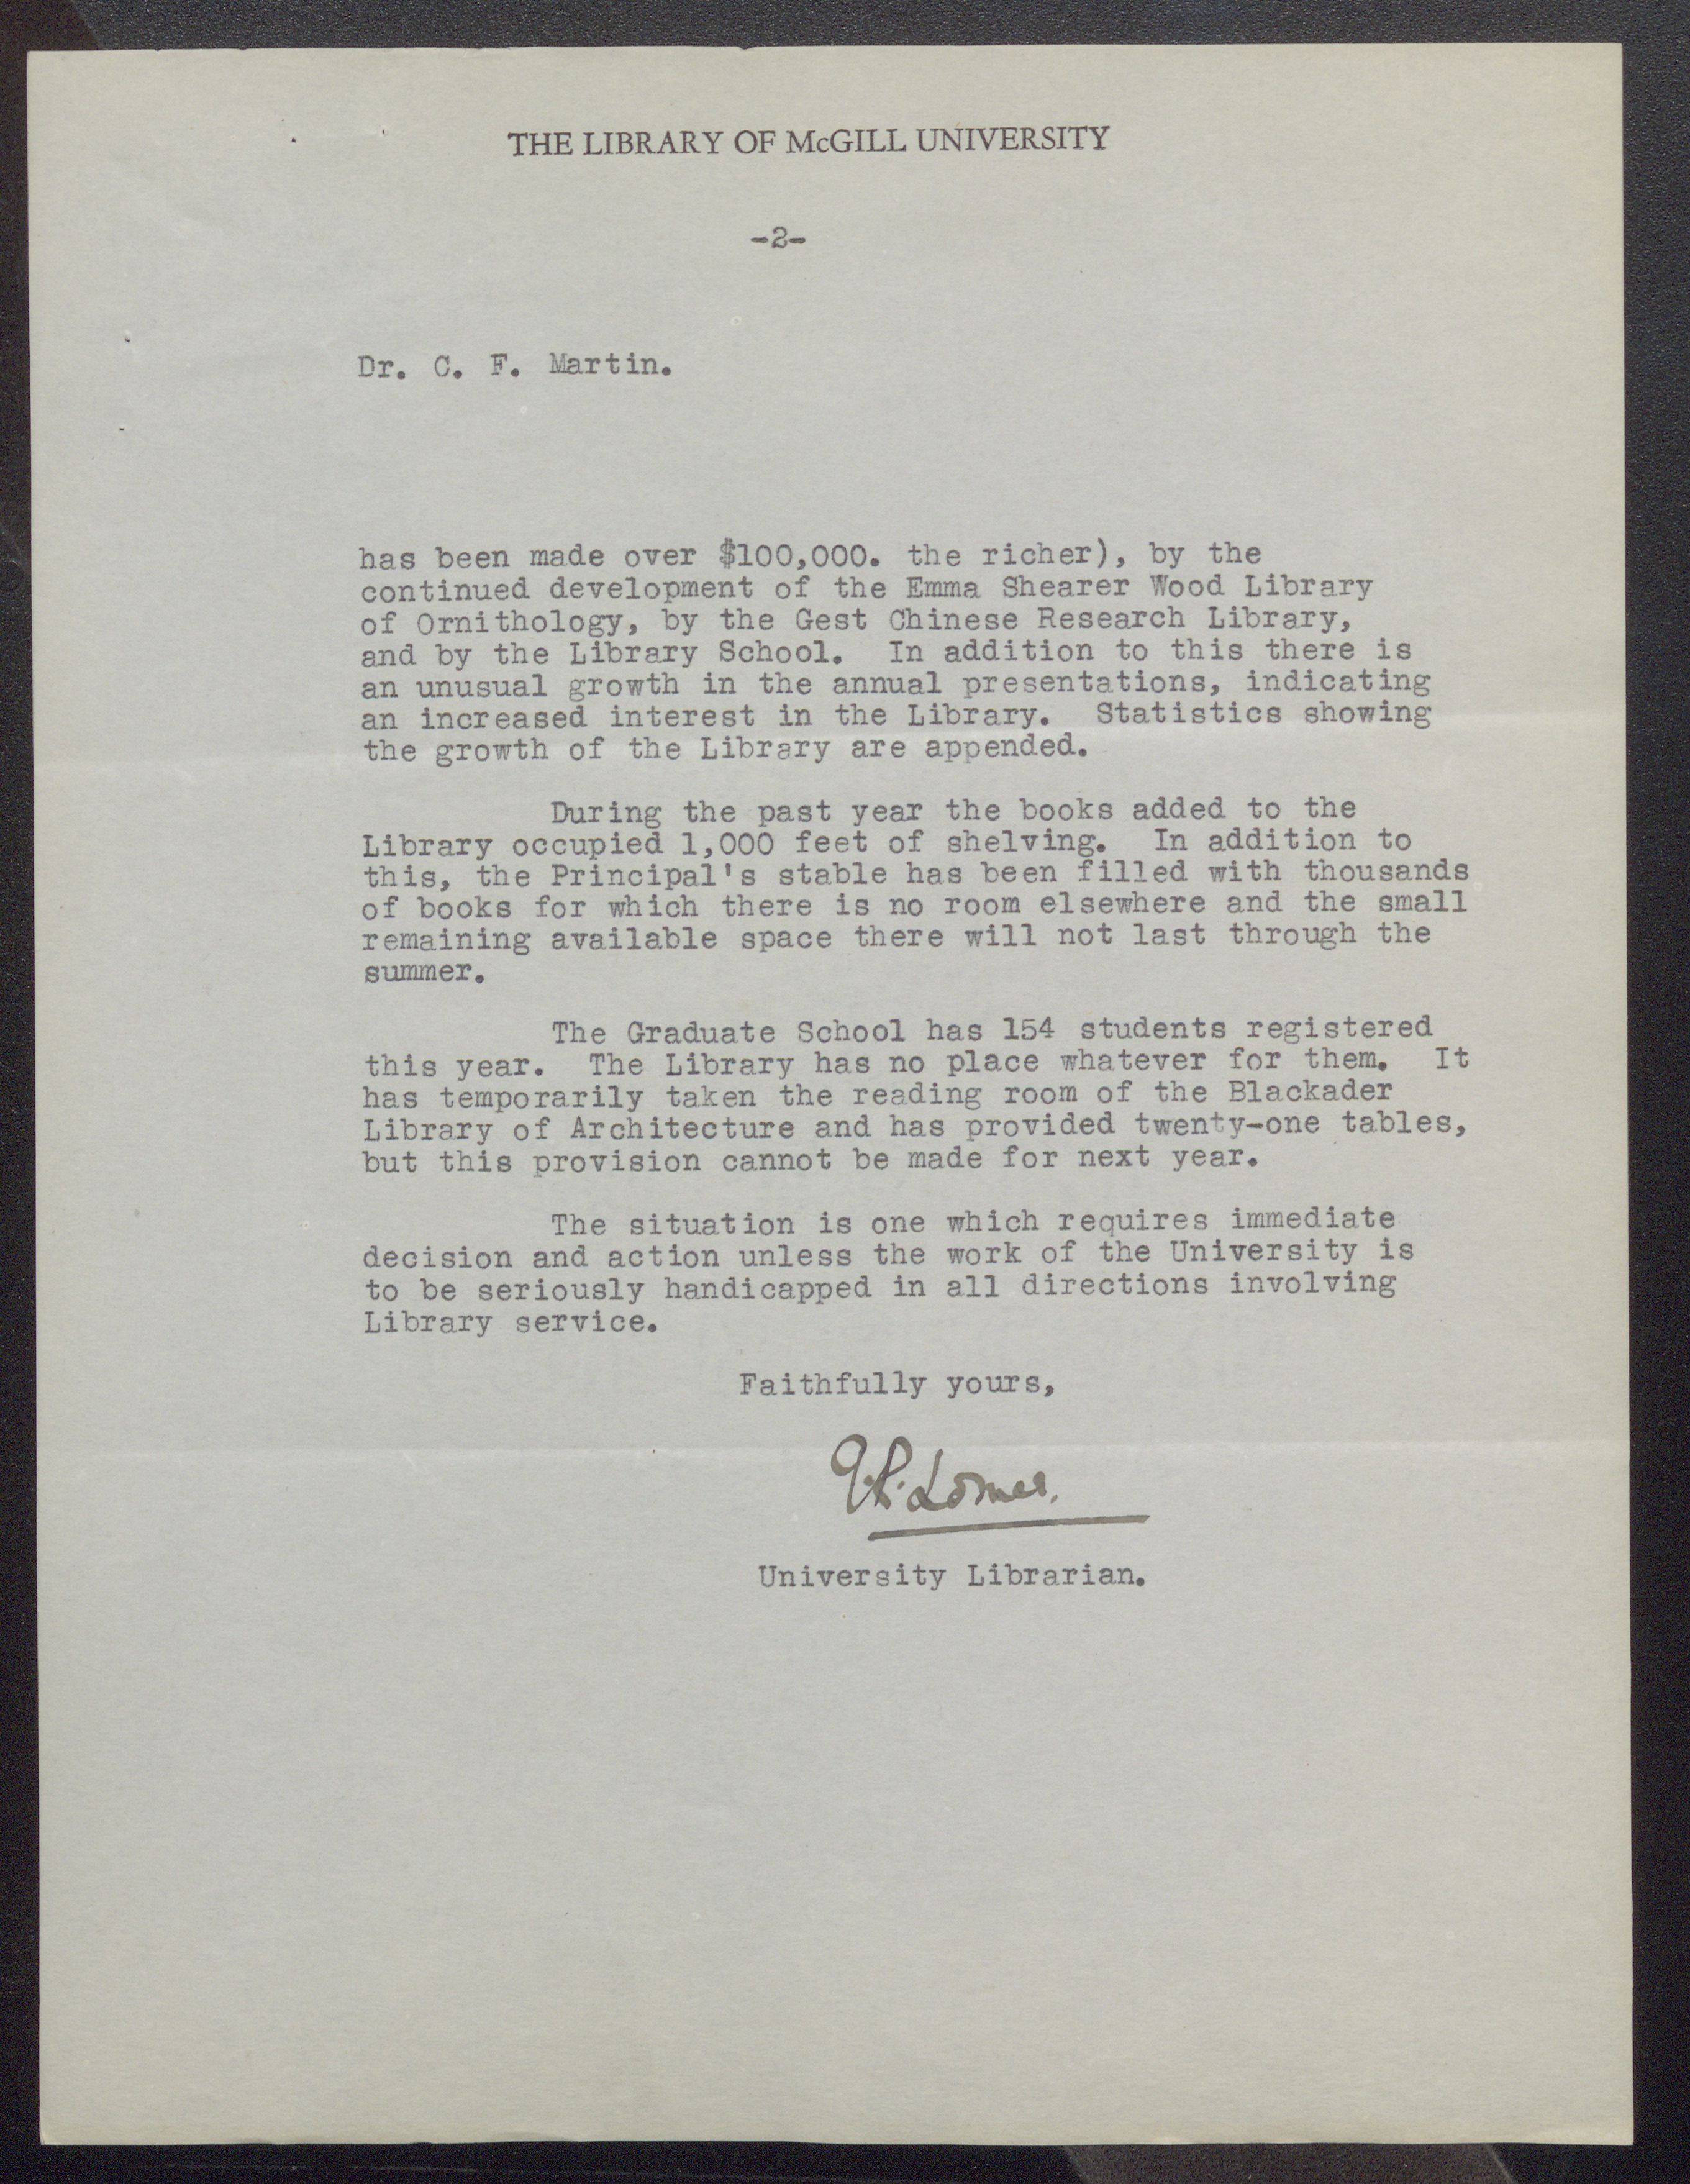 THE LIBRARY OF McGILL UNIVERSITY
-2-
Dr. C. F. Martin.
has been made over $100,000. the richer), by the
continued development of the Emma Shearer Wood Library
of Ornithology, by the Gest Chinese Research Library,
and by the Library School. In addition to this there is
an unusual growth in the annual presentations, indicating
an increased interest in the Library. Statistics showing
the growth of the Library are appended.
During the past year the books added to the
Library occupied 1,000 feet of shelving. In addition to
this, the Principal's stable has been filled with thousands
of books for which there is no room elsewhere and the small
remaining available space there will not last through the
summer.
The Graduate School has 154 students registered
this year. The Library has no place whatever for them. It
has temporarily taken the reading room of the Blackader
Library of Architecture and has provided twenty-one tables,
but this provision cannot be made for next year.
The situation is one which requires immediate
decision and action unless the work of the University is
to be seriously handicapped in all directions involving
Library service.
Faithfully yours,
G.R. Lomer.
University Librarian.